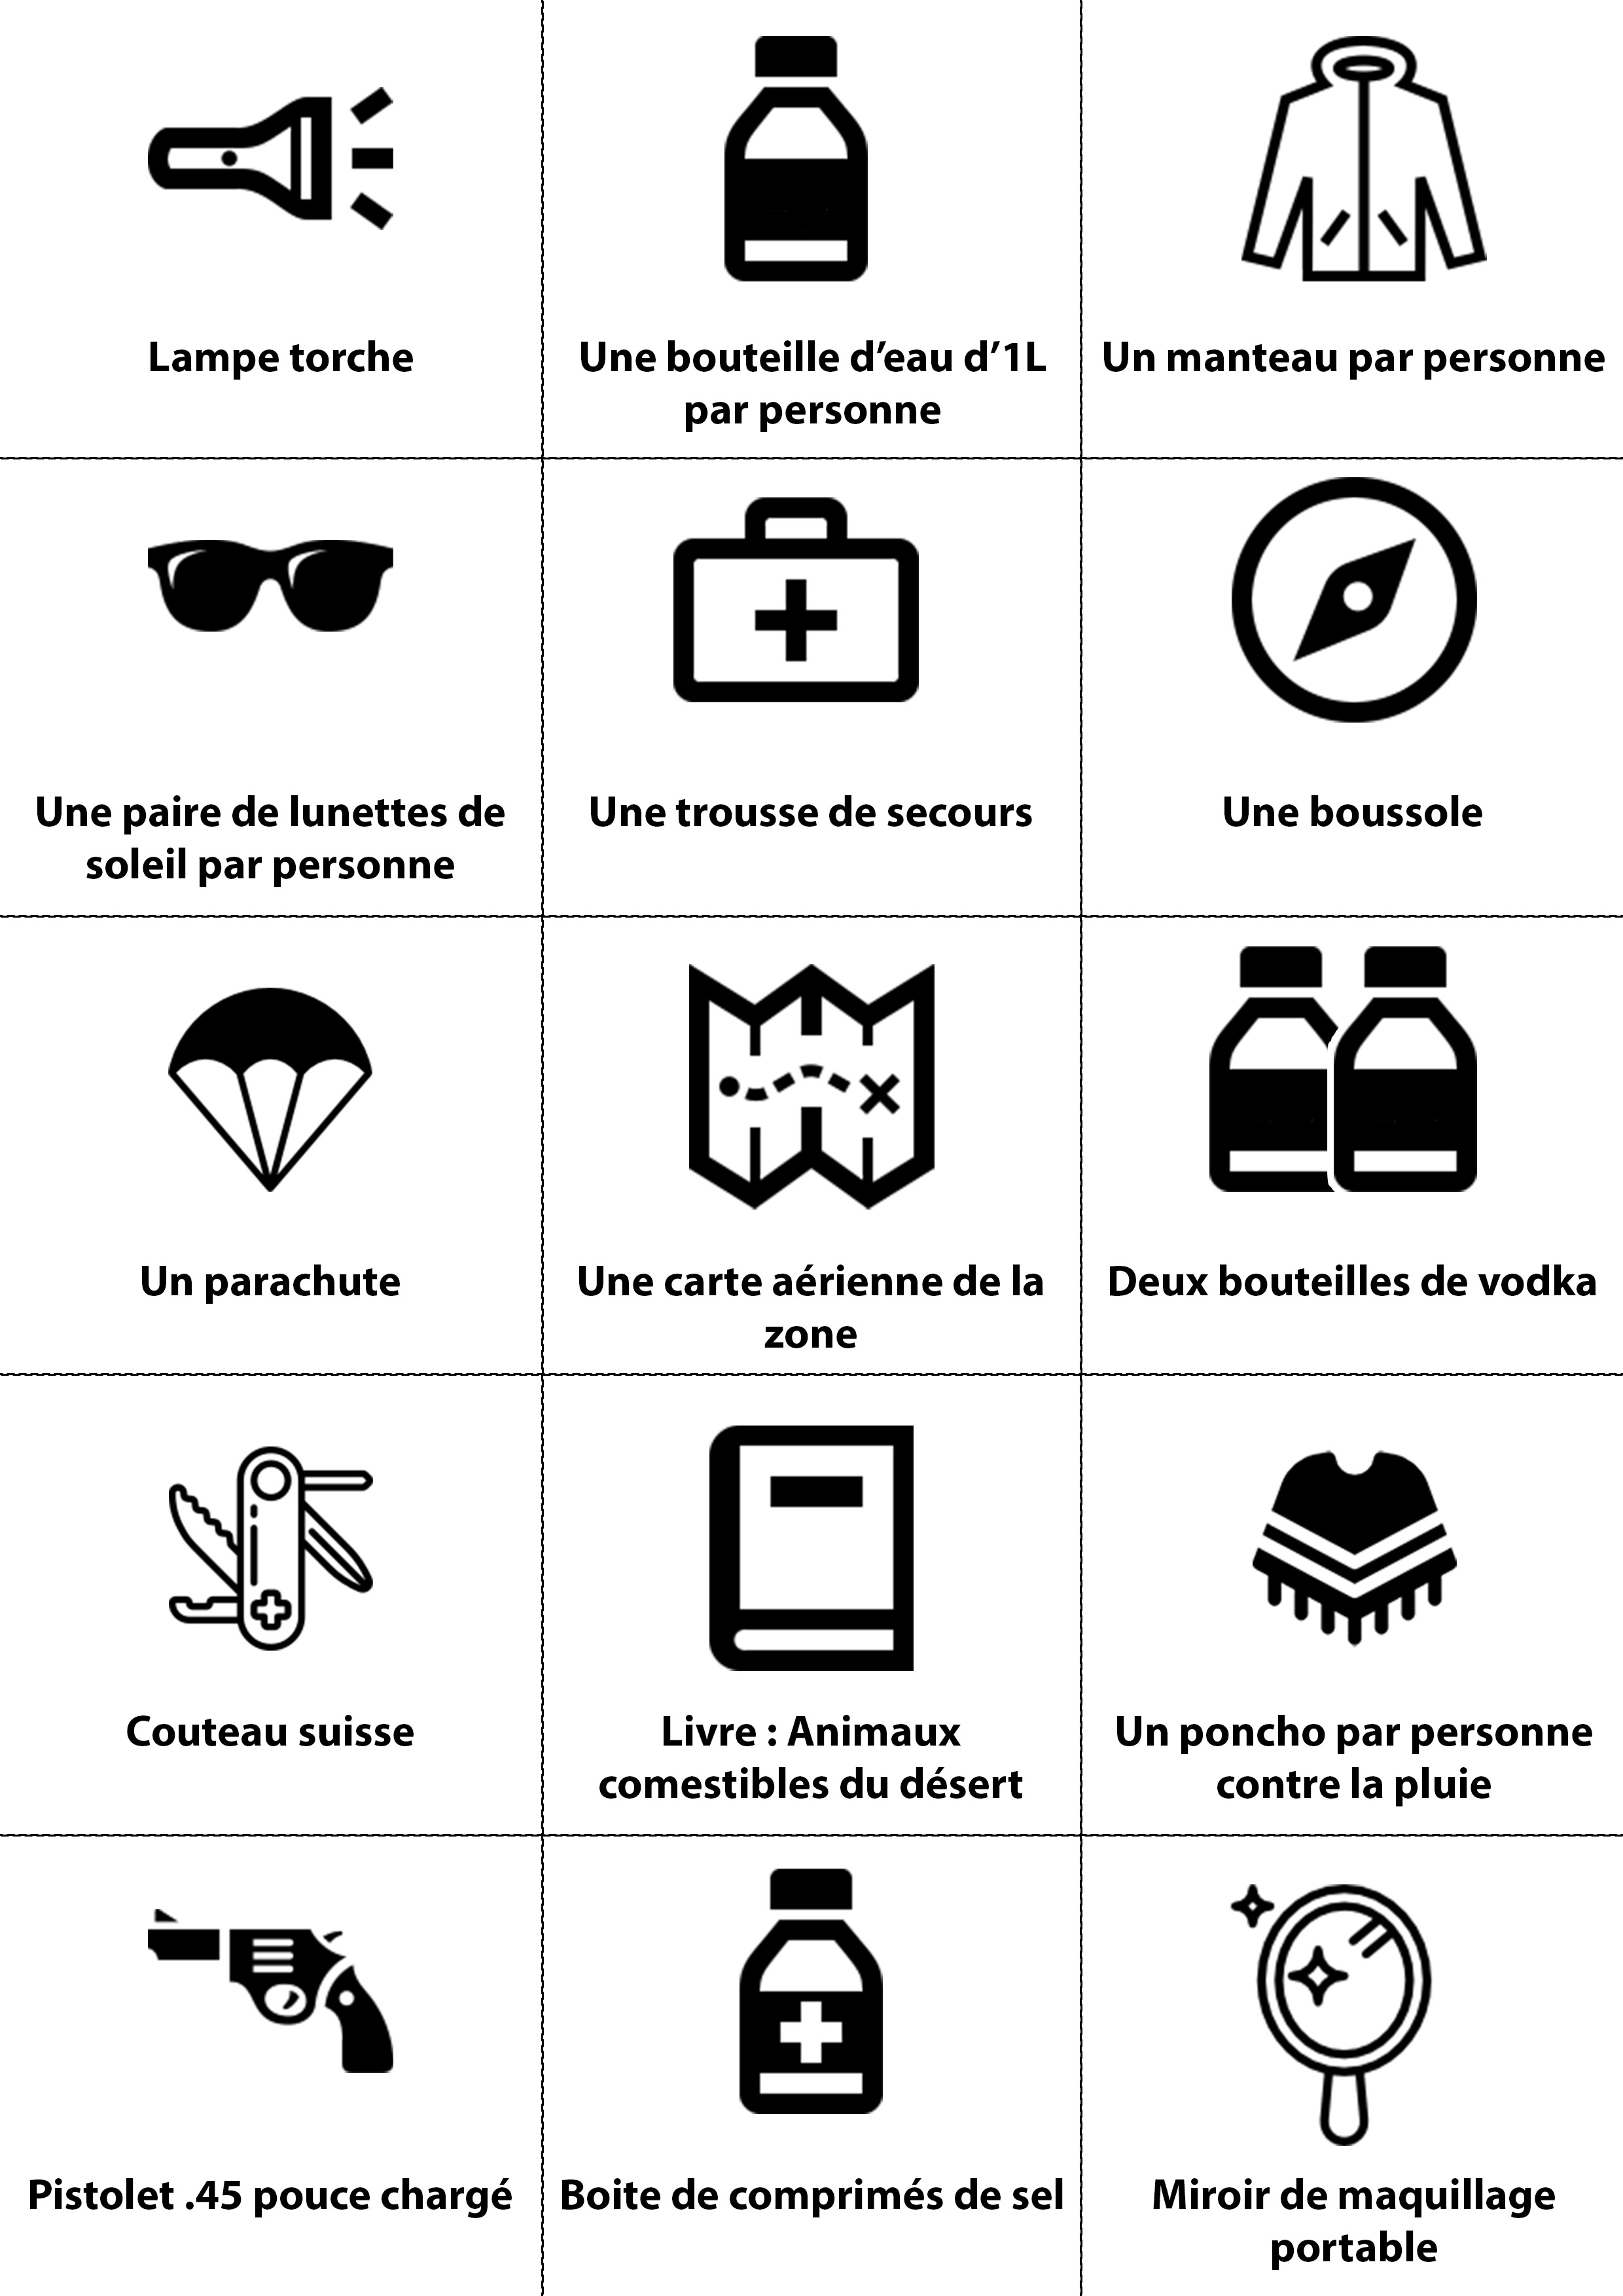 Lampe torche
Une bouteille d’eau d’1L
par personne
Un manteau par personne
Une paire de lunettes de
soleil par personne
Une trousse de secours
Une boussole
Un parachute
Une carte aérienne de la
zone
Deux bouteilles de vodka
Couteau suisse
Livre : Animaux
comestibles du désert
Un poncho par personne
contre la pluie
Pistolet .45 pouce chargé
Boite de comprimés de sel
Miroir de maquillage
portable